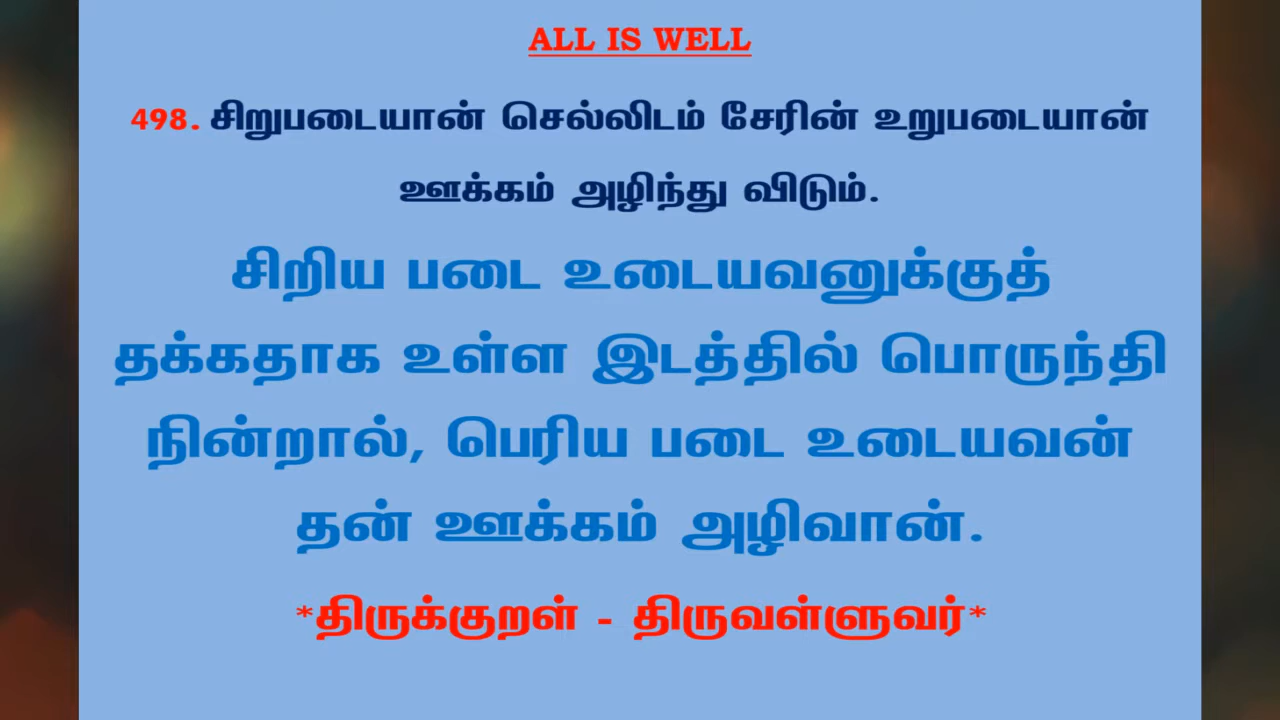 ALL IS WELL
498. சிறுபடையான் செல்லிடம் சேரின் உறுபடையான்
ஊக்கம் அழிந்து விடும்.
சிறிய படை உடையவனுக்குத்
தக்கதாக உள்ள இடத்தில் பொருந்தி
நின்றால், பெரிய படை உடையவன்
தன் ஊக்கம் அழிவான்.
*திருக்குறள் - திருவள்ளுவர்*